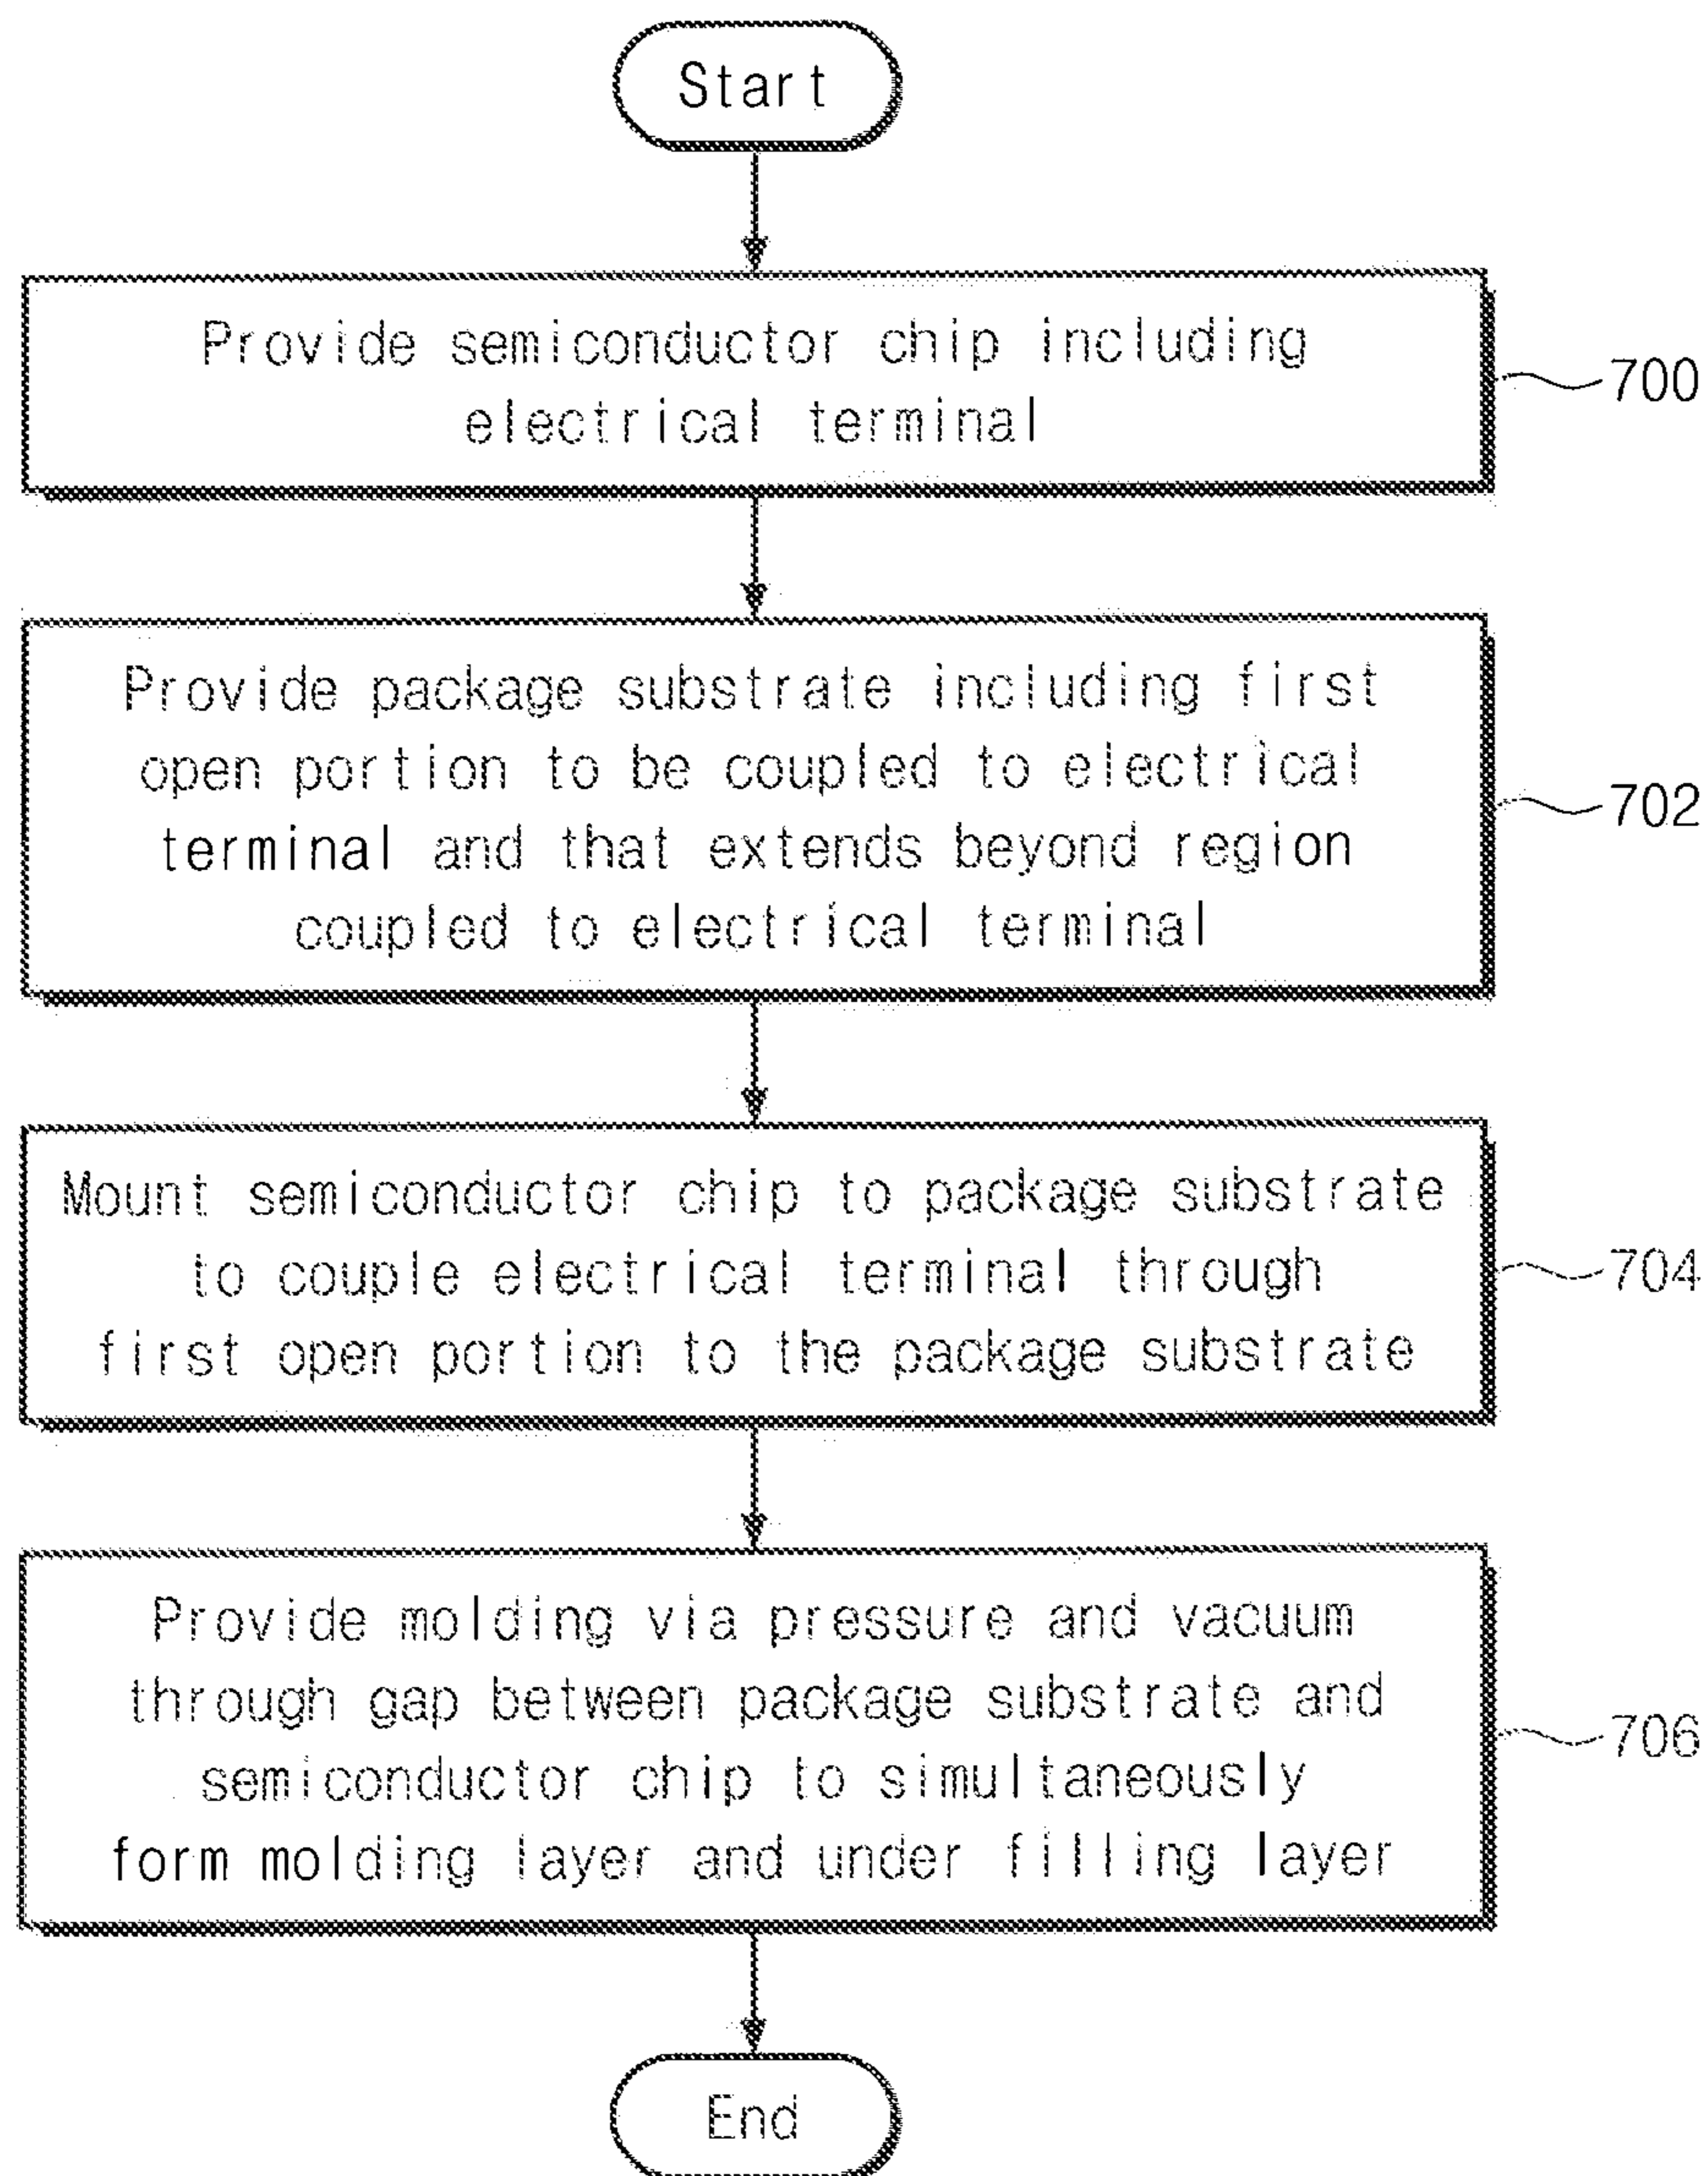 Start
Provide semiconductor chip including
electrical terminal
700
Provide package substrate including first
open portion to be coupled to electrical
terminal and that extends beyond region
coupled to electrical terminal
702
Mount semiconductor chip to package substrate
to couple electrical terminal through
first open portion to the package substrate
704
Provide molding via pressure and vacuum
through gap between package substrate and
semiconductor chip to simultaneously
form molding layer and under filling layer
706
End